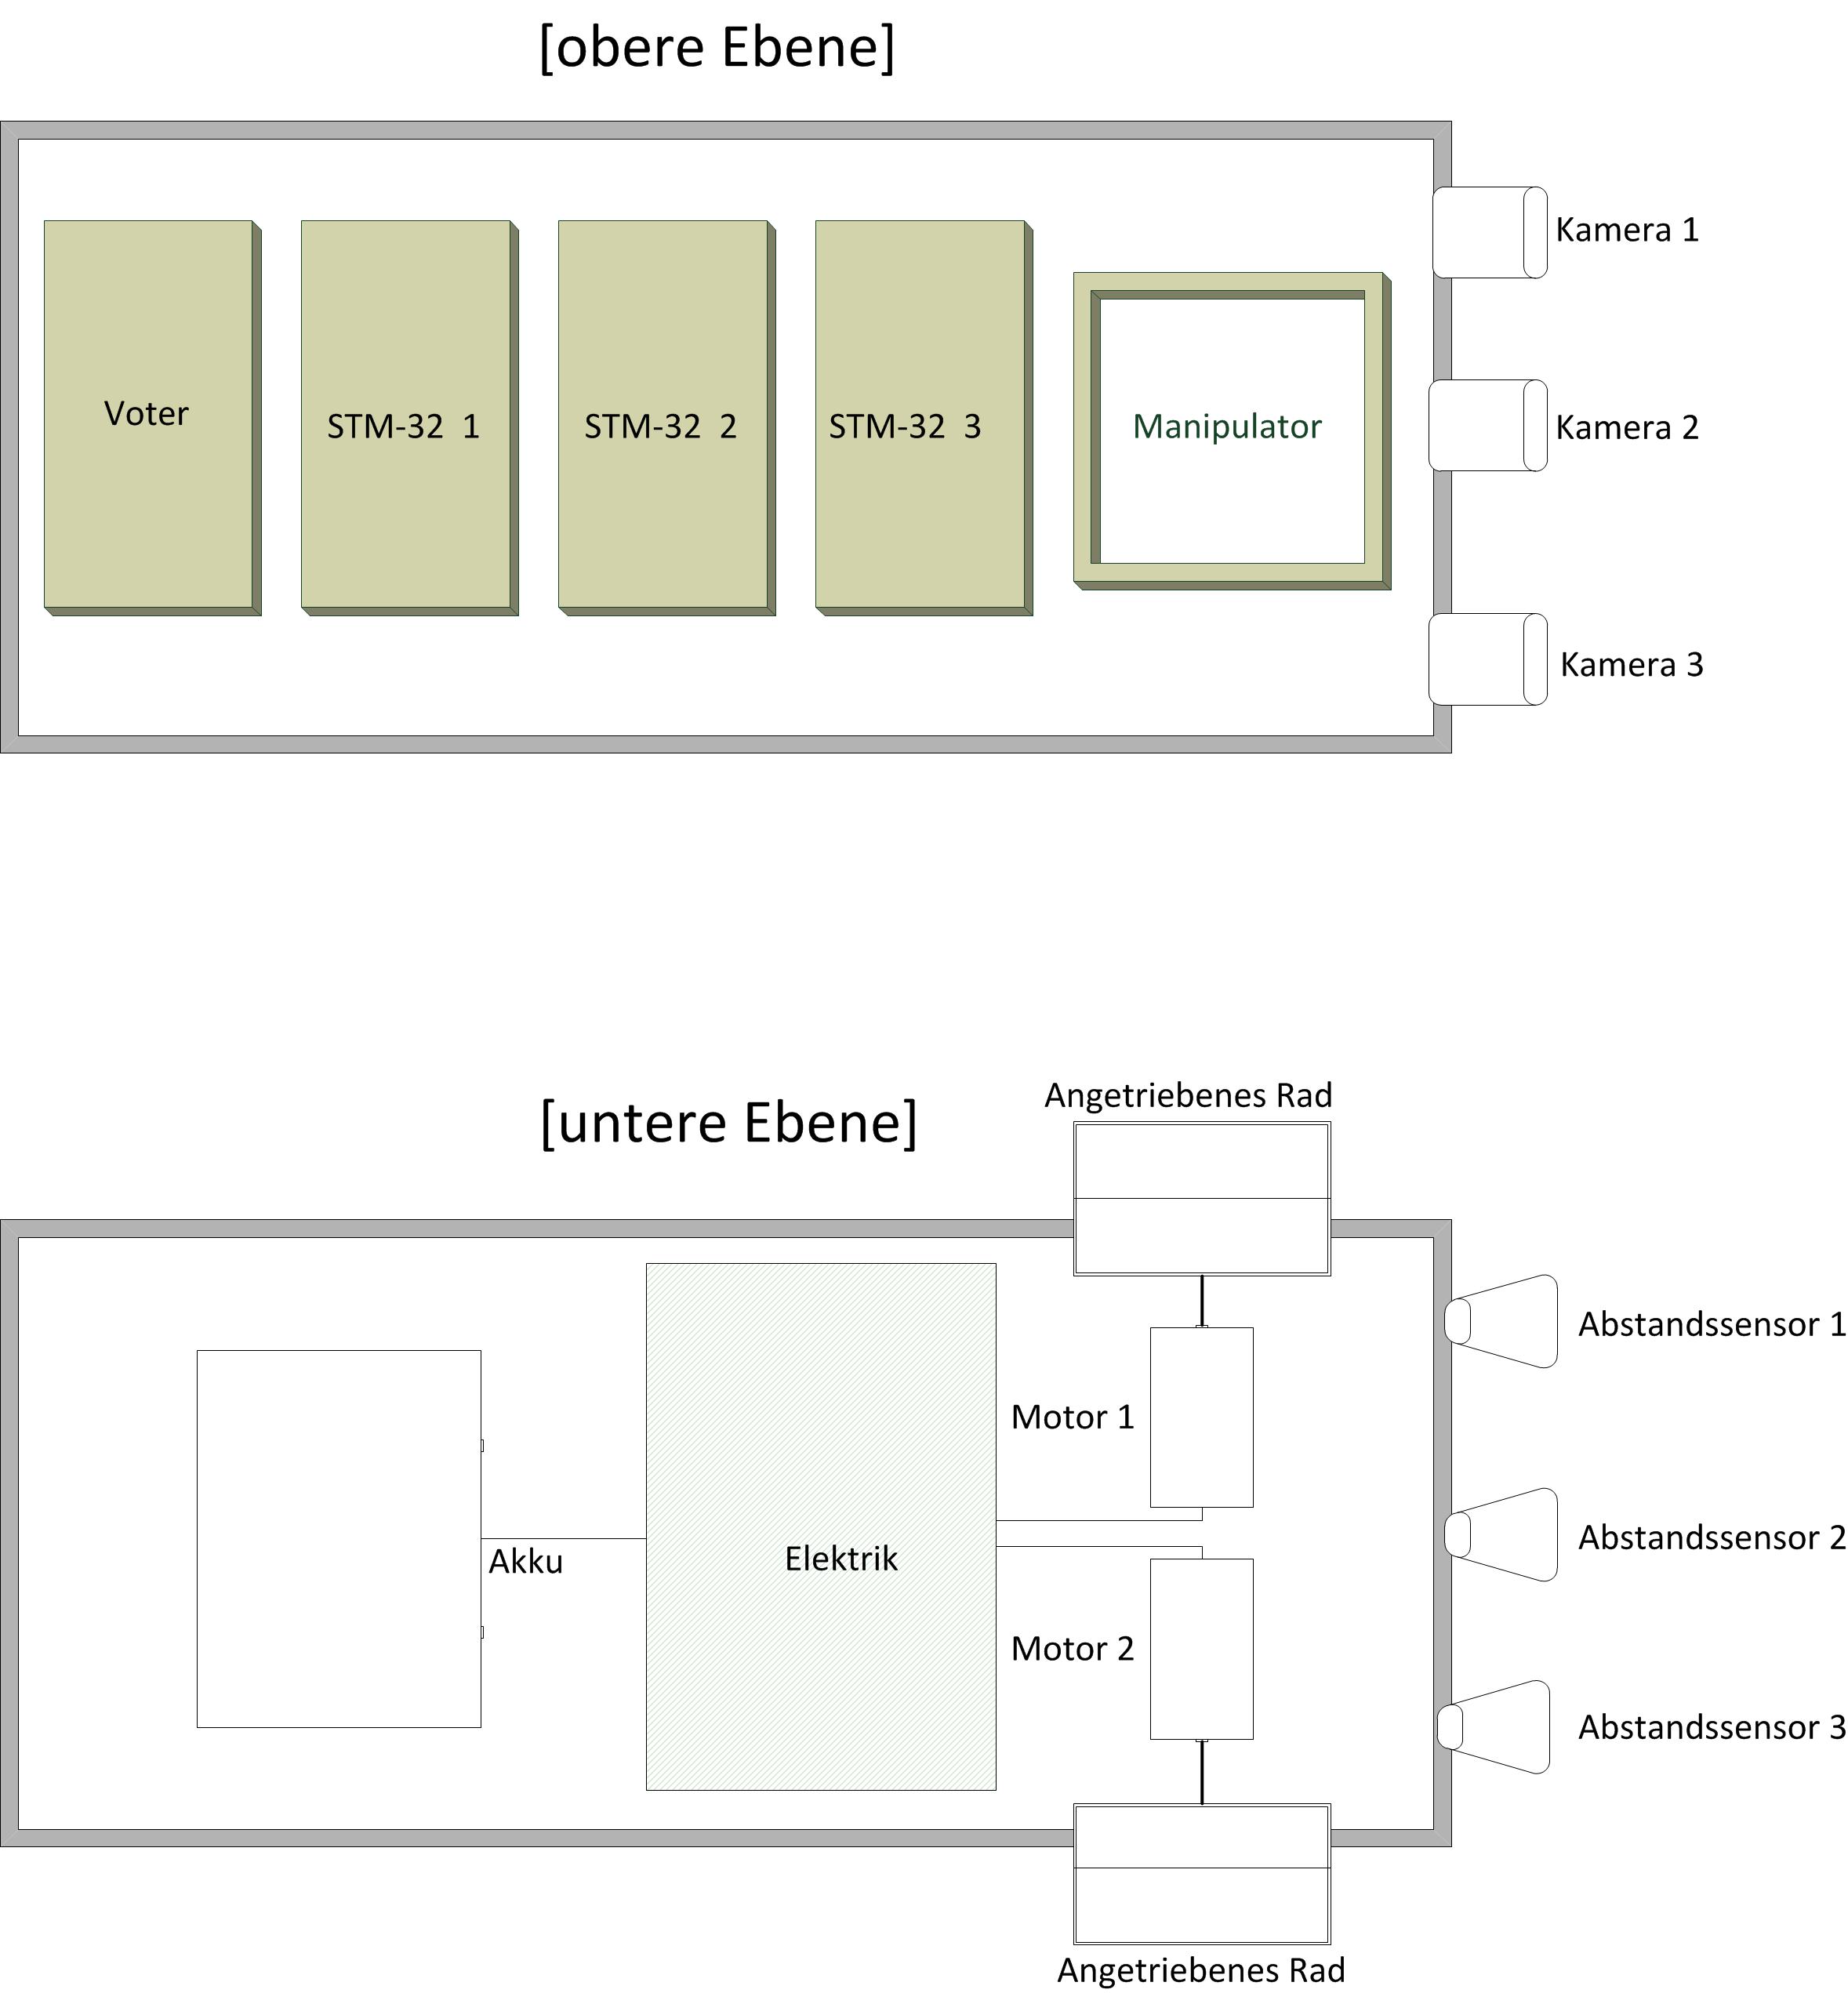 [obere Ebene]
Kamera 1
Voter
STM-32  1
STM-32  2
STM-32  3
Manipulator
Kamera 2
Kamera 3
[untere Ebene]
Angetriebenes Rad
Abstandssensor 1
Motor 1
Akku
Elektrik
Abstandssensor 2
Motor 2
Abstandssensor 3
Angetriebenes Rad